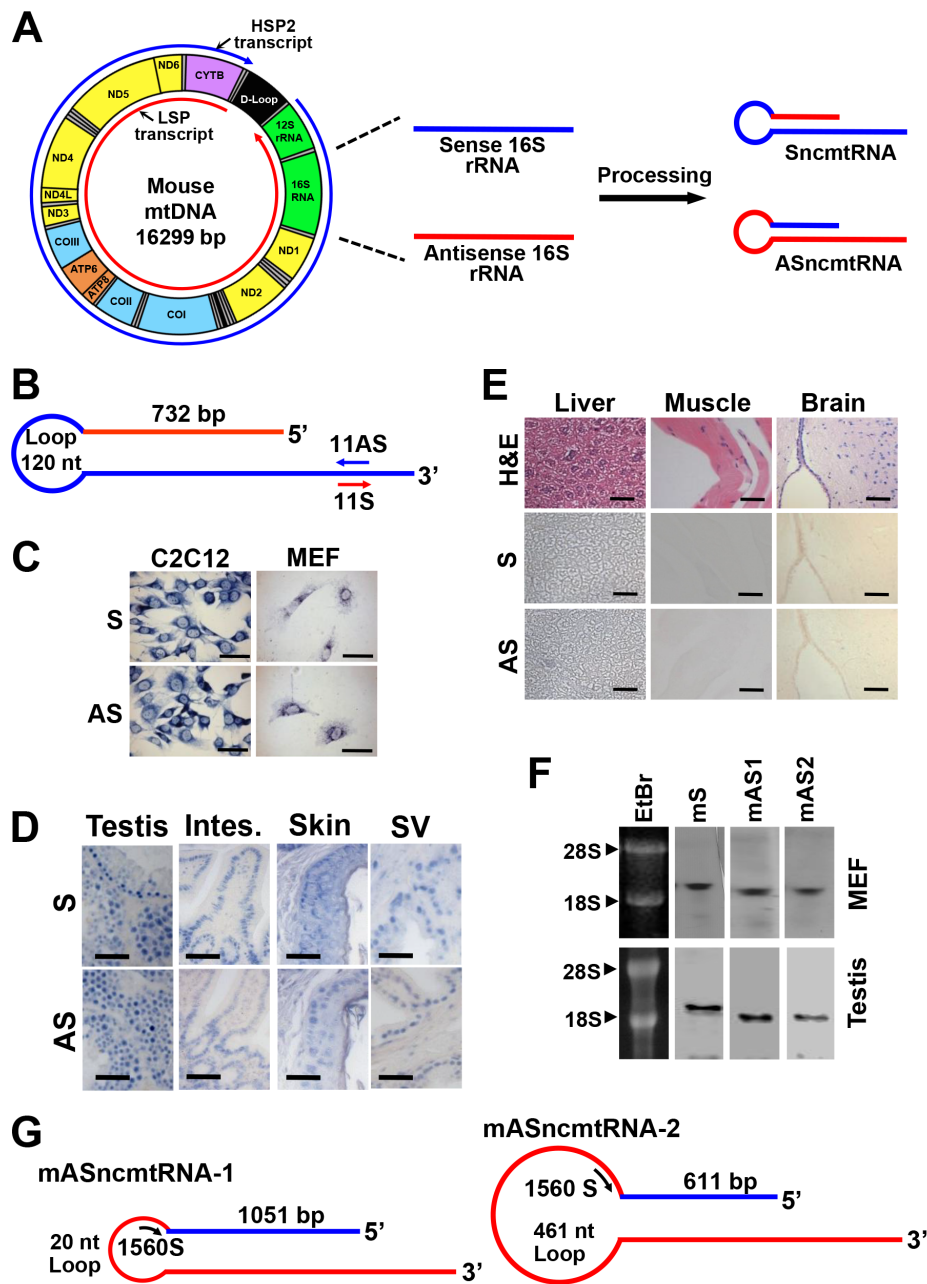 A
HSP2
transcript
ND6
CYTB
D-Loop
ND5
LSP
transcript
12S
rRNA
16S
RNA
ND4
ND4L
ND3
COIII
ATP6
ATP8
COII
COI
ND2
ND1
Mouse
mtDNA
16299 bp
Sense 16S
rRNA
Antisense 16S
rRNA
Processing
SncmtRNA
ASncmtRNA
B
732 bp
5’
Loop
120 nt
11AS
3’
11S
C
C2C12
MEF
S
AS
D
Testis
Intes.
Skin
SV
S
AS
E
Liver
Muscle
Brain
H&E
S
AS
F
EtBr
mS
mAS1
mAS2
28S
18S
MEF
28S
18S
Testis
G
mASncmtRNA-1
1051 bp
5’
1560S
20 nt
Loop
3’
mASncmtRNA-2
1560 S
611 bp
5’
461 nt
Loop
3’